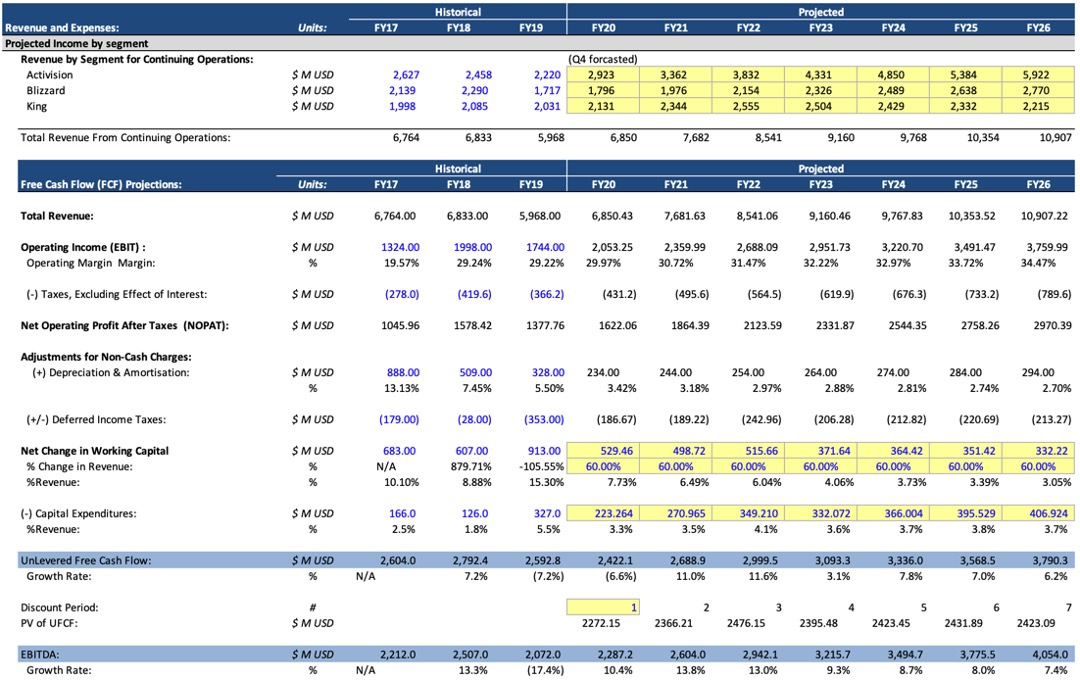 Historical Projected
Revenue and Expenses: Units: FY17 FY18 FY19 FY20 FY21 FY22 FY23 FY24 FY25 FY26
Projected Income by segment
Revenue by Segment for Continuing Operations: (Q4 forcasted)
Activision $ M USD 2,627 2,458 2,220 2,923 3,362 3,832 4,331 4,850 5,384 5,922
Blizzard $ M USD 2,139 2,290 1,717 1,796 1,976 2,154 2,326 2,489 2,638 2,770
King $ M USD 1,998 2,085 2,031 2,131 2,344 2,555 2,504 2,429 2,332 2,215
Total Revenue From Continuing Operations: 6,764 6,833 5,968 6,850 7,682 8,541 9,160 9,768 10,354 10,907
Historical Projected
Free Cash Flow (FCF) Projections: Units: FY17 FY18 FY19 FY20 FY21 FY22 FY23 FY24 FY25 FY26
Total Revenue: $ M USD 6,764.00 6,833.00 5,968.00 6,850.43 7,681.63 8,541.06 9,160.46 9,767.83 10,353.52 10,907.22
Operating Income (EBIT) : $ M USD 1324.00 1998.00 1744.00 2,053.25 2,359.99 2,688.09 2,951.73 3,220.70 3,491.47 3,759.99
Operating Margin Margin: % 19.57% 29.24% 29.22% 29.97% 30.72% 31.47% 32.22% 32.97% 33.72% 34.47%
(-) Taxes, Excluding Effect of Interest: $ M USD (278.0) (419.6) (366.2) (431.2) (495.6) (564.5) (619.9) (676.3) (733.2) (789.6)
Net Operating Profit After Taxes (NOPAT): $ M USD 1045.96 1578.42 1377.76 1622.06 1864.39 2123.59 2331.87 2544.35 2758.26 2970.39
Adjustments for Non-Cash Charges:
(+) Depreciation & Amortisation: $ M USD 888.00 509.00 328.00 234.00 244.00 254.00 264.00 274.00 284.00 294.00
% 13.13% 7.45% 5.50% 3.42% 3.18% 2.97% 2.88% 2.81% 2.74% 2.70%
(+/-) Deferred Income Taxes: $ M USD (179.00) (28.00) (353.00) (186.67) (189.22) (242.96) (206.28) (212.82) (220.69) (213.27)
Net Change in Working Capital $ M USD 683.00 607.00 913.00 529.46 498.72 515.66 371.64 364.42 351.42 332.22
% Change in Revenue: % N/A 879.71% -105.55% 60.00% 60.00% 60.00% 60.00% 60.00% 60.00% 60.00%
%Revenue: % 10.10% 8.88% 15.30% 7.73% 6.49% 6.04% 4.06% 3.73% 3.39% 3.05%
(-) Capital Expenditures: $ M USD 166.0 126.0 327.0 223.264 270.965 349.210 332.072 366.004 395.529 406.924
%Revenue: % 2.5% 1.8% 5.5% 3.3% 3.5% 4.1% 3.6% 3.7% 3.8% 3.7%
UnLevered Free Cash Flow: $ M USD 2,604.0 2,792.4 2,592.8 2,422.1 2,688.9 2,999.5 3,093.3 3,336.0 3,568.5 3,790.3
Growth Rate: % N/A 7.2% (7.2%) (6.6%) 11.0% 11.6% 3.1% 7.8% 7.0% 6.2%
Discount Period: # 1 2 3 4 5 6 7
PV of UFCF: $ M USD 2272.15 2366.21 2476.15 2395.48 2423.45 2431.89 2423.09
EBITDA: $ M USD 2,212.0 2,507.0 2,072.0 2,287.2 2,604.0 2,942.1 3,215.7 3,494.7 3,775.5 4,054.0
Growth Rate: % N/A 13.3% (17.4%) 10.4% 13.8% 13.0% 9.3% 8.7% 8.0% 7.4%